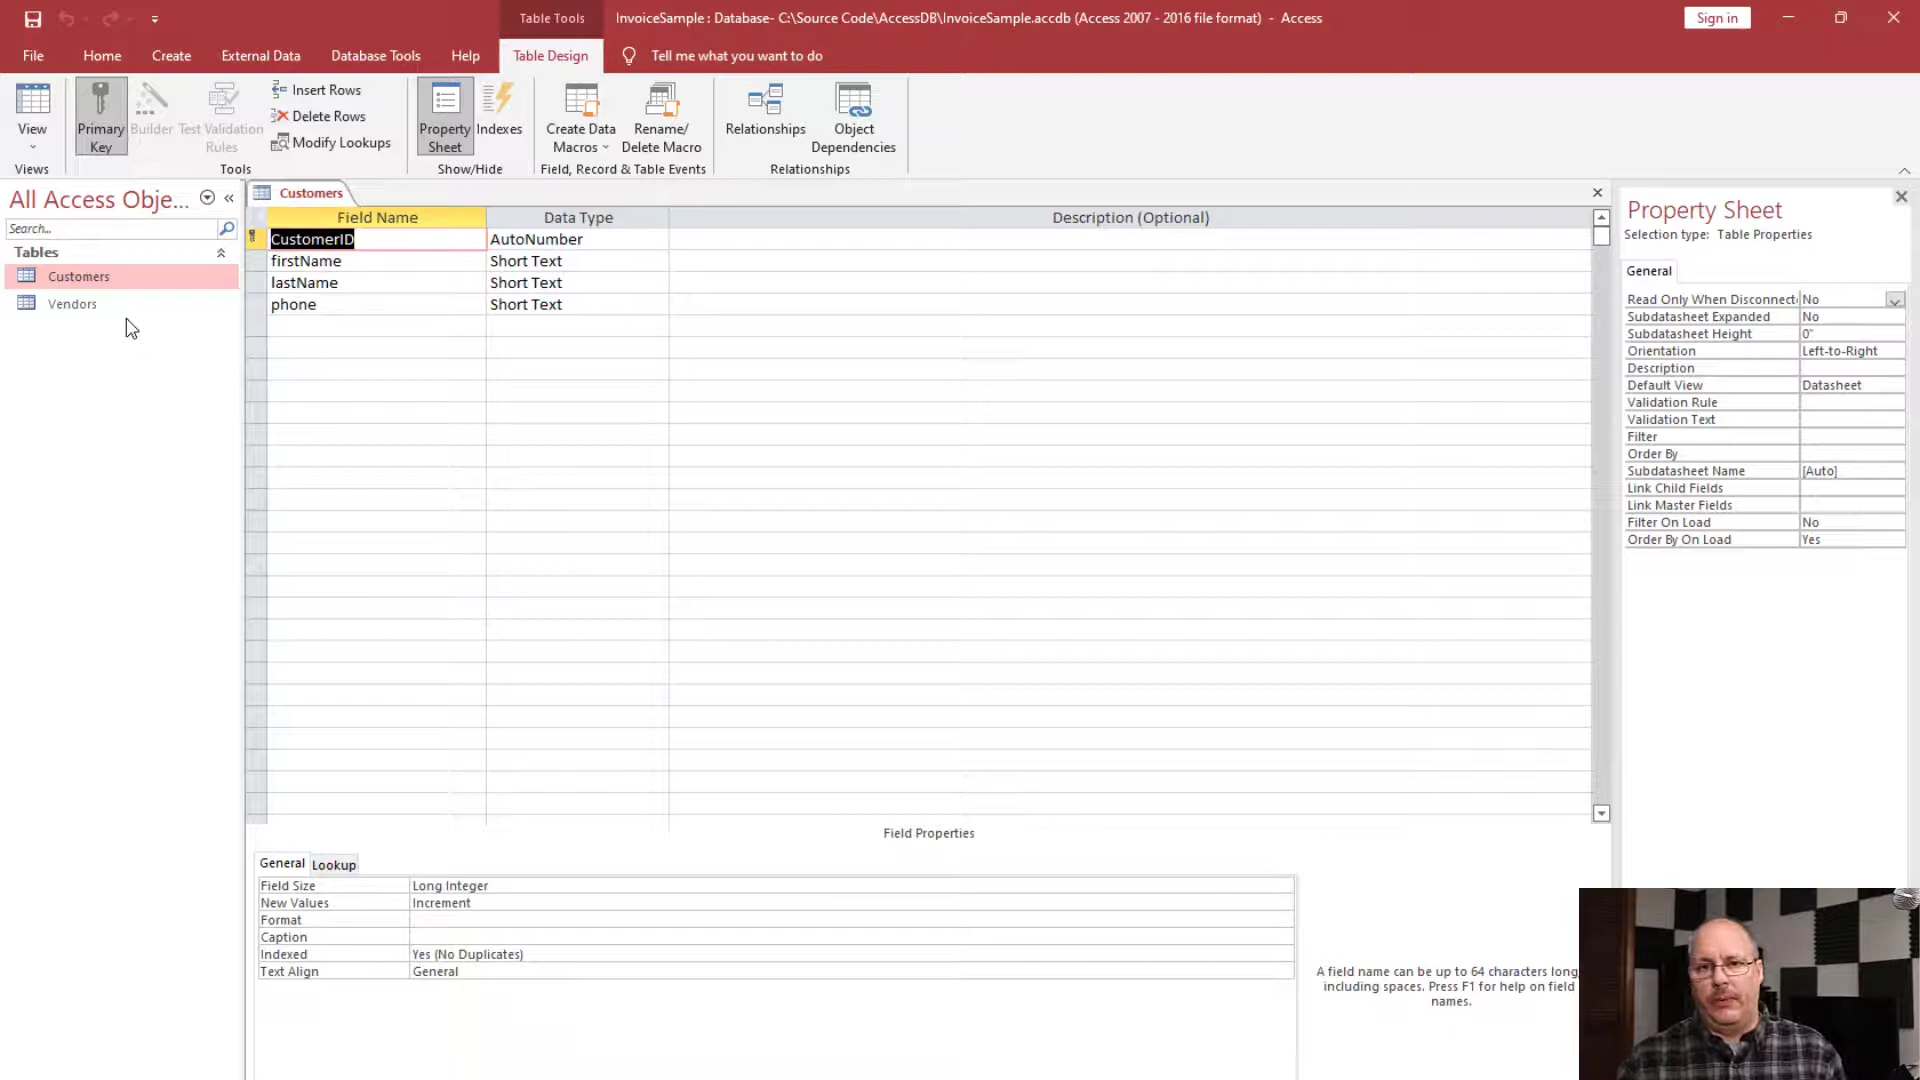 Table Tools
InvoiceSample : Database- C:\Source Code\AccessDB\InvoiceSample.accdb (Access 2007 - 2016 file format) - Access
Sign in
File Home Create External Data Database Tools Help Table Design Tell me what you want to do
View
Primary Key
Builder
Test Validation Rules
Insert Rows
Delete Rows
Modify Lookups
Property Sheet
Indexes
Create Data Macros
Rename/ Delete Macro
Relationships
Object Dependencies
Views Tools Show/Hide Field, Record & Table Events Relationships
All Access Obje...
Search...
Tables
Customers
Vendors
Customers
Field Name Data Type Description (Optional)
CustomerID AutoNumber
firstName Short Text
lastName Short Text
phone Short Text
Field Properties
General Lookup
Field Size Long Integer
New Values Increment
Format
Caption
Indexed Yes (No Duplicates)
Text Align General
A field name can be up to 64 characters long,
including spaces. Press F1 for help on field
names.
Property Sheet
Selection type: Table Properties
General
Read Only When Disconnect No
Subdatasheet Expanded No
Subdatasheet Height 0"
Orientation Left-to-Right
Description
Default View Datasheet
Validation Rule
Validation Text
Filter
Order By
Subdatasheet Name [Auto]
Link Child Fields
Link Master Fields
Filter On Load No
Order By On Load Yes